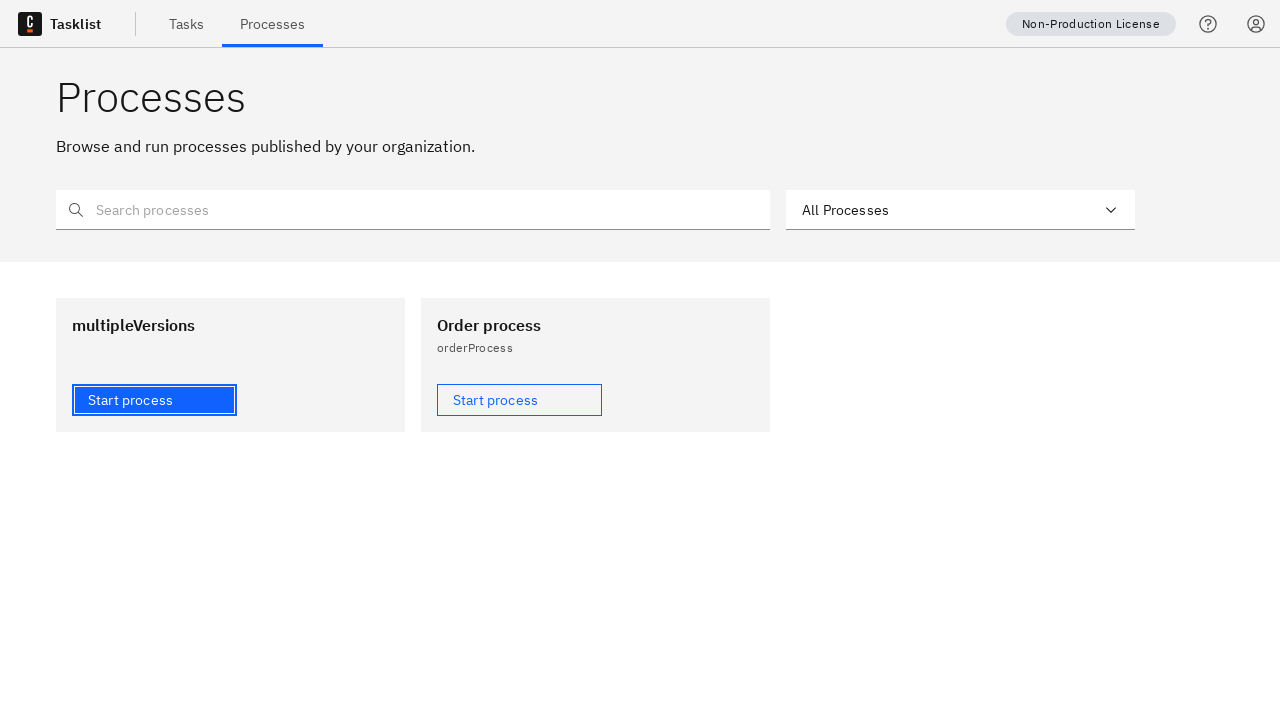 Tasklist
Tasks
Processes
Non-Production License
Processes
Browse and run processes published by your organization.
Search processes
All Processes
multipleVersions
Start process
Order process
orderProcess
Start process